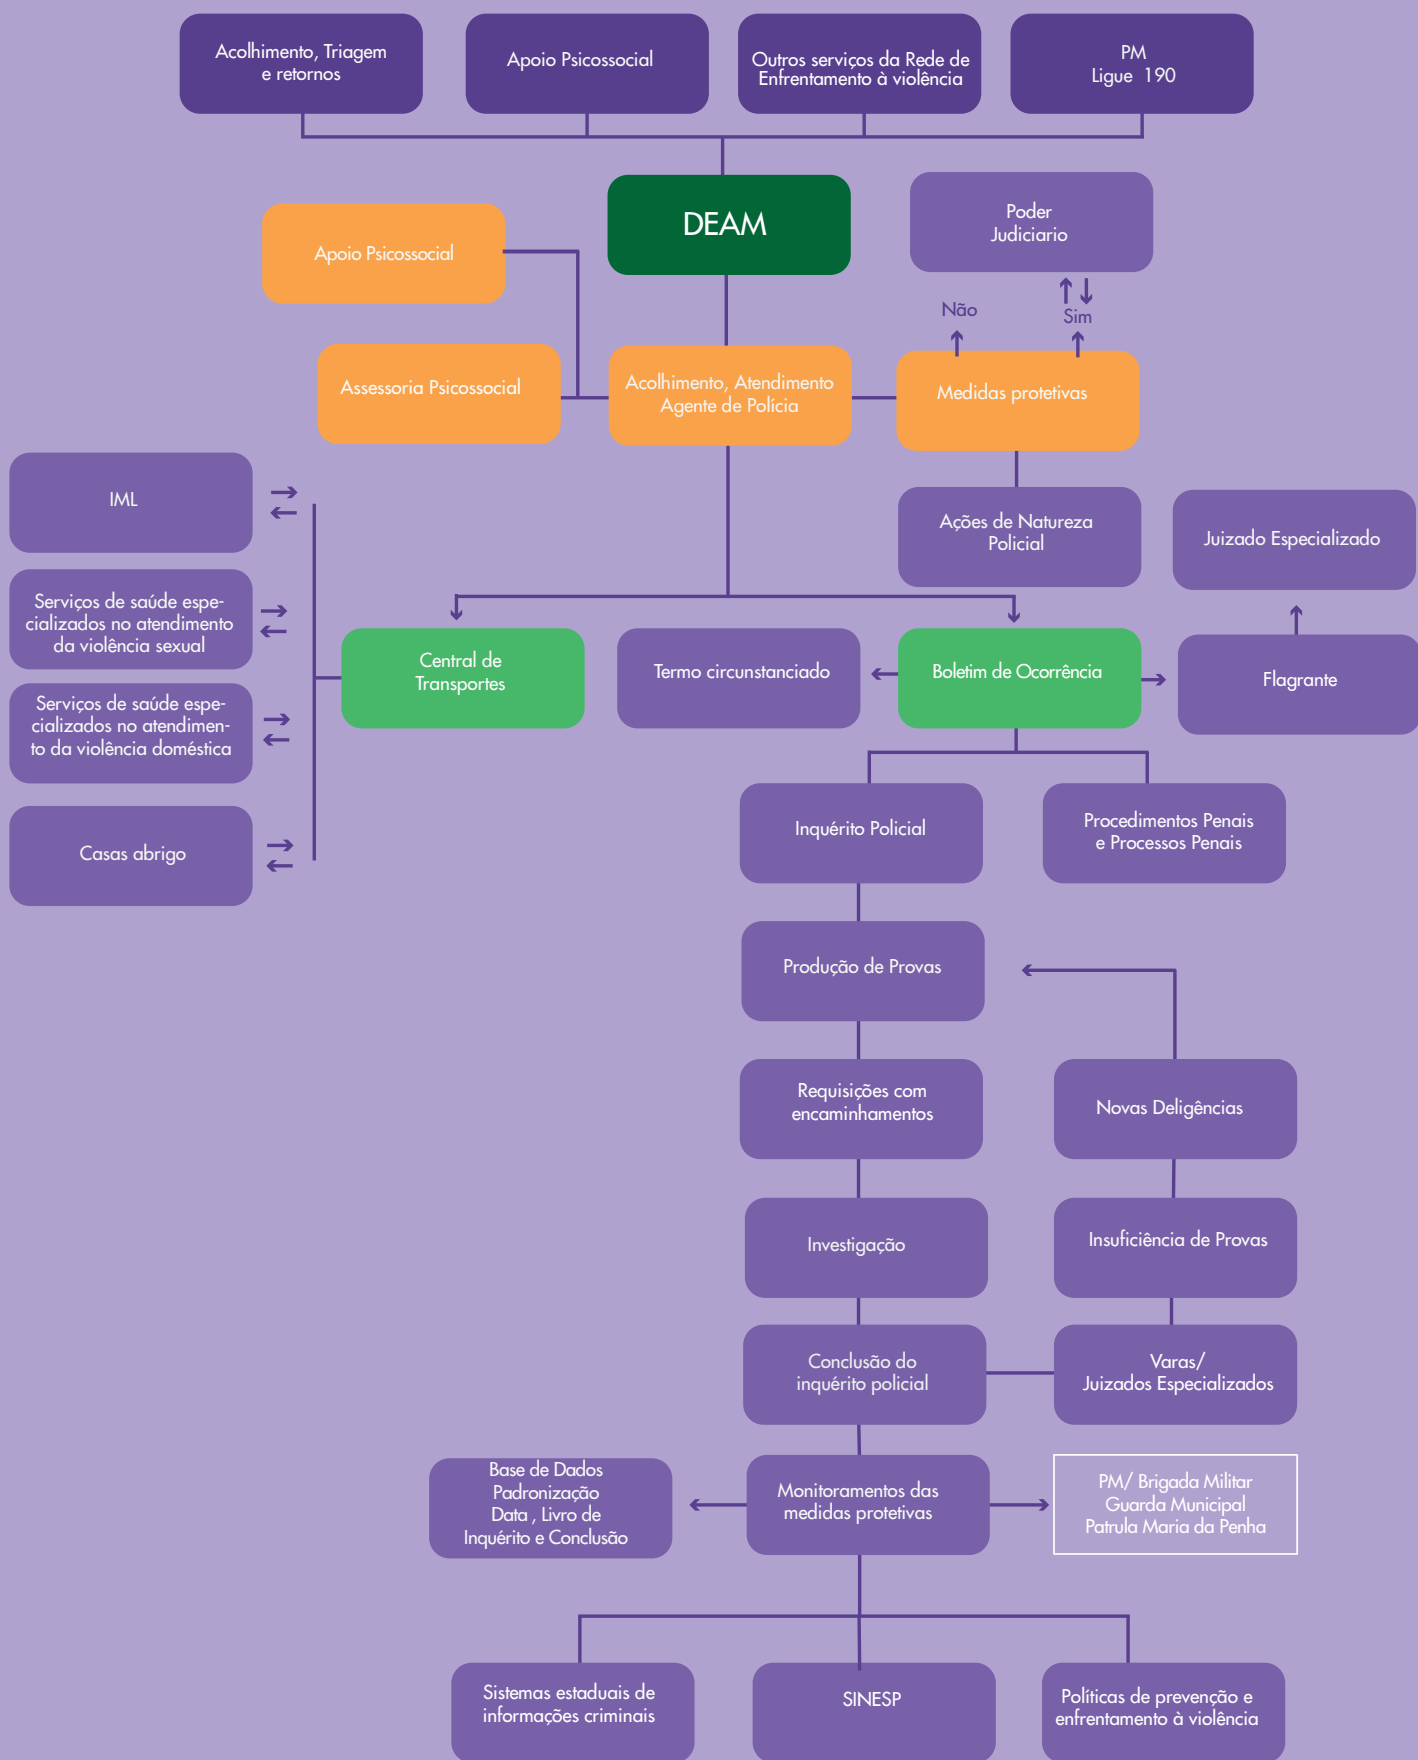 Acolhimento, Triagem
e retornos
Apoio Psicossocial
Outros serviços da Rede de
Enfrentamento à violência
PM
Ligue 190
DEAM
Poder
Judiciario
Apoio Psicossocial
Não
Sim
Assessoria Psicossocial
Acolhimento, Atendimento
Agente de Polícia
Medidas protetivas
IML
Ações de Natureza
Policial
Juizado Especializado
Serviços de saúde espe-
cializados no atendimento
da violência sexual
Central de
Transportes
Termo circunstanciado
Boletim de Ocorrência
Flagrante
Serviços de saúde espe-
cializados no atendimen-
to da violência doméstica
Casas abrigo
Inquérito Policial
Procedimentos Penais
e Processos Penais
Produção de Provas
Requisições com
encaminhamentos
Novas Deligências
Investigação
Insuficiência de Provas
Conclusão do
inquérito policial
Varas/
Juizados Especializados
Base de Dados
Padronização
Data , Livro de
Inquérito e Conclusão
Monitoramentos das
medidas protetivas
PM/ Brigada Militar
Guarda Municipal
Patrula Maria da Penha
Sistemas estaduais de
informações criminais
SINESP
Políticas de prevenção e
enfrentamento à violência